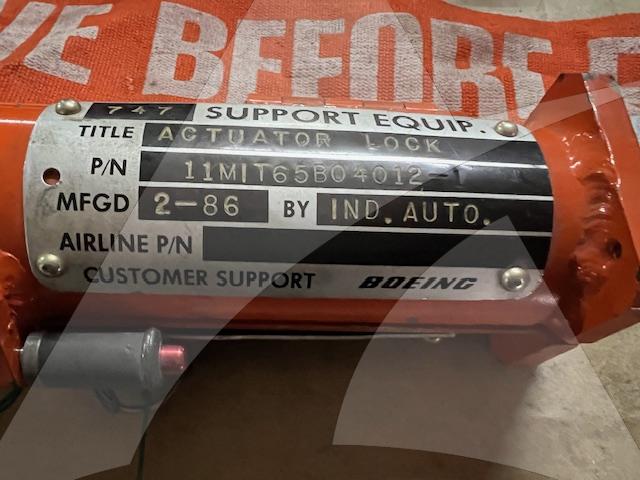 VE BEFORE F
747 SUPPORT EQUIP.
TITLE ACTUATOR LOCK
P/N 11MIT65B04012-1
MFGD 2-86 BY IND. AUTO.
AIRLINE P/N
CUSTOMER SUPPORT BOEING